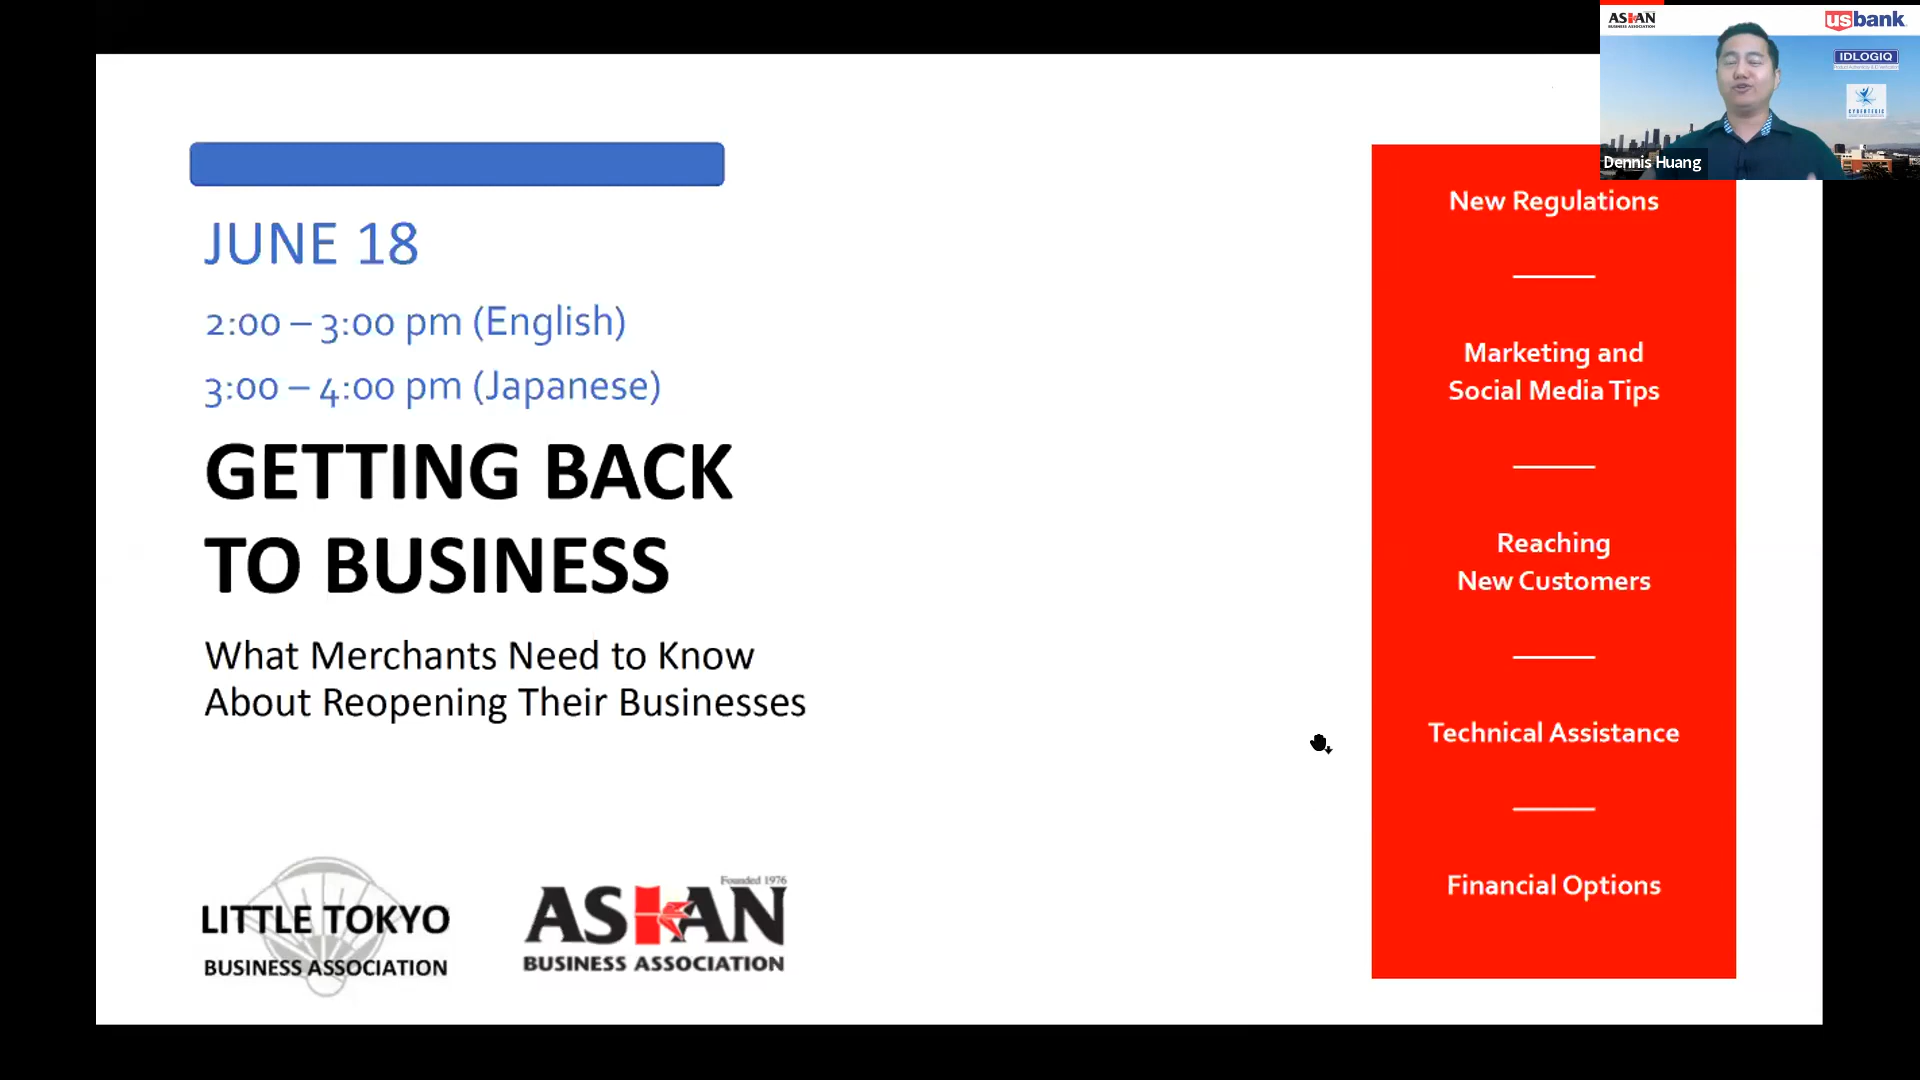 JUNE 18
2:00 – 3:00 pm (English)
3:00 – 4:00 pm (Japanese)
GETTING BACK
TO BUSINESS
What Merchants Need to Know
About Reopening Their Businesses
LITTLE TOKYO
BUSINESS ASSOCIATION
Founded 1976
ASIAN
BUSINESS ASSOCIATION
New Regulations
Marketing and
Social Media Tips
Reaching
New Customers
Technical Assistance
Financial Options
ASIAN
BUSINESS ASSOCIATION
usbank
IDLOGIQ
Dennis Huang